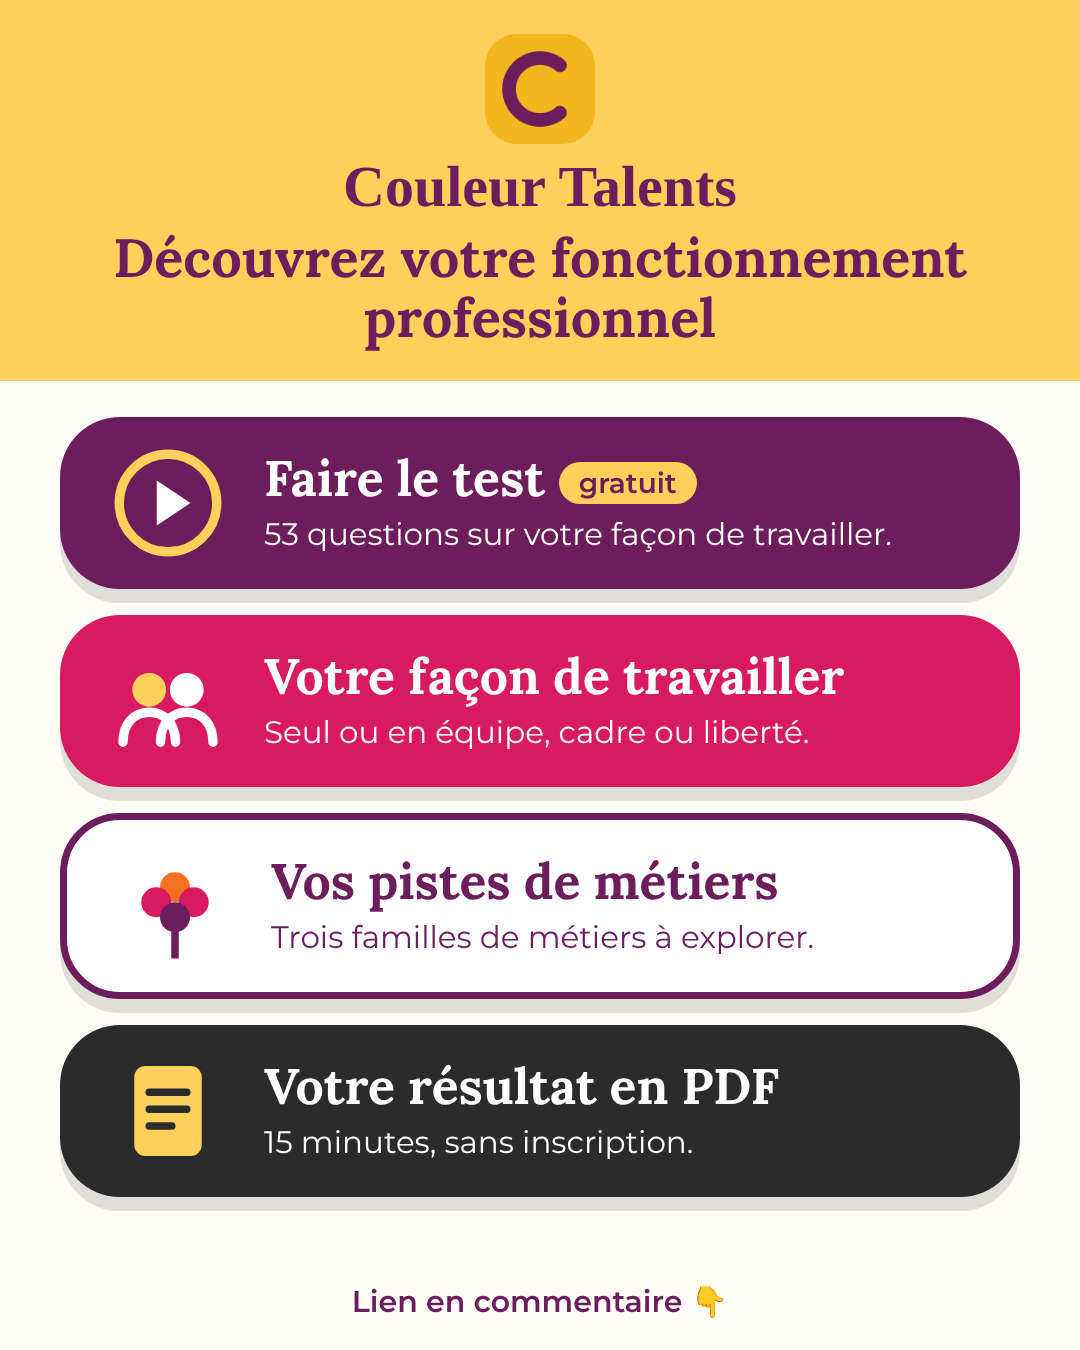 C
Couleur Talents
Découvrez votre fonctionnement
professionnel
Faire le test gratuit
53 questions sur votre façon de travailler.
Votre façon de travailler
Seul ou en équipe, cadre ou liberté.
Vos pistes de métiers
Trois familles de métiers à explorer.
Votre résultat en PDF
15 minutes, sans inscription.
Lien en commentaire 👇